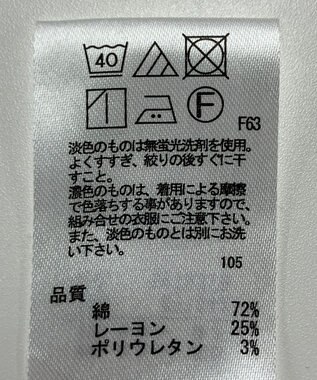 40
F
F63
淡色のものは無蛍光洗剤を使用。
よくすすぎ、絞りの後すぐに干
すこと。
濃色のものは、着用による摩擦
で色落ちする事がありますので、
組み合せの衣服にご注意下さい。
また、淡色のものとは別にお洗
い下さい。
105
品質
綿 72%
レーヨン 25%
ポリウレタン 3%